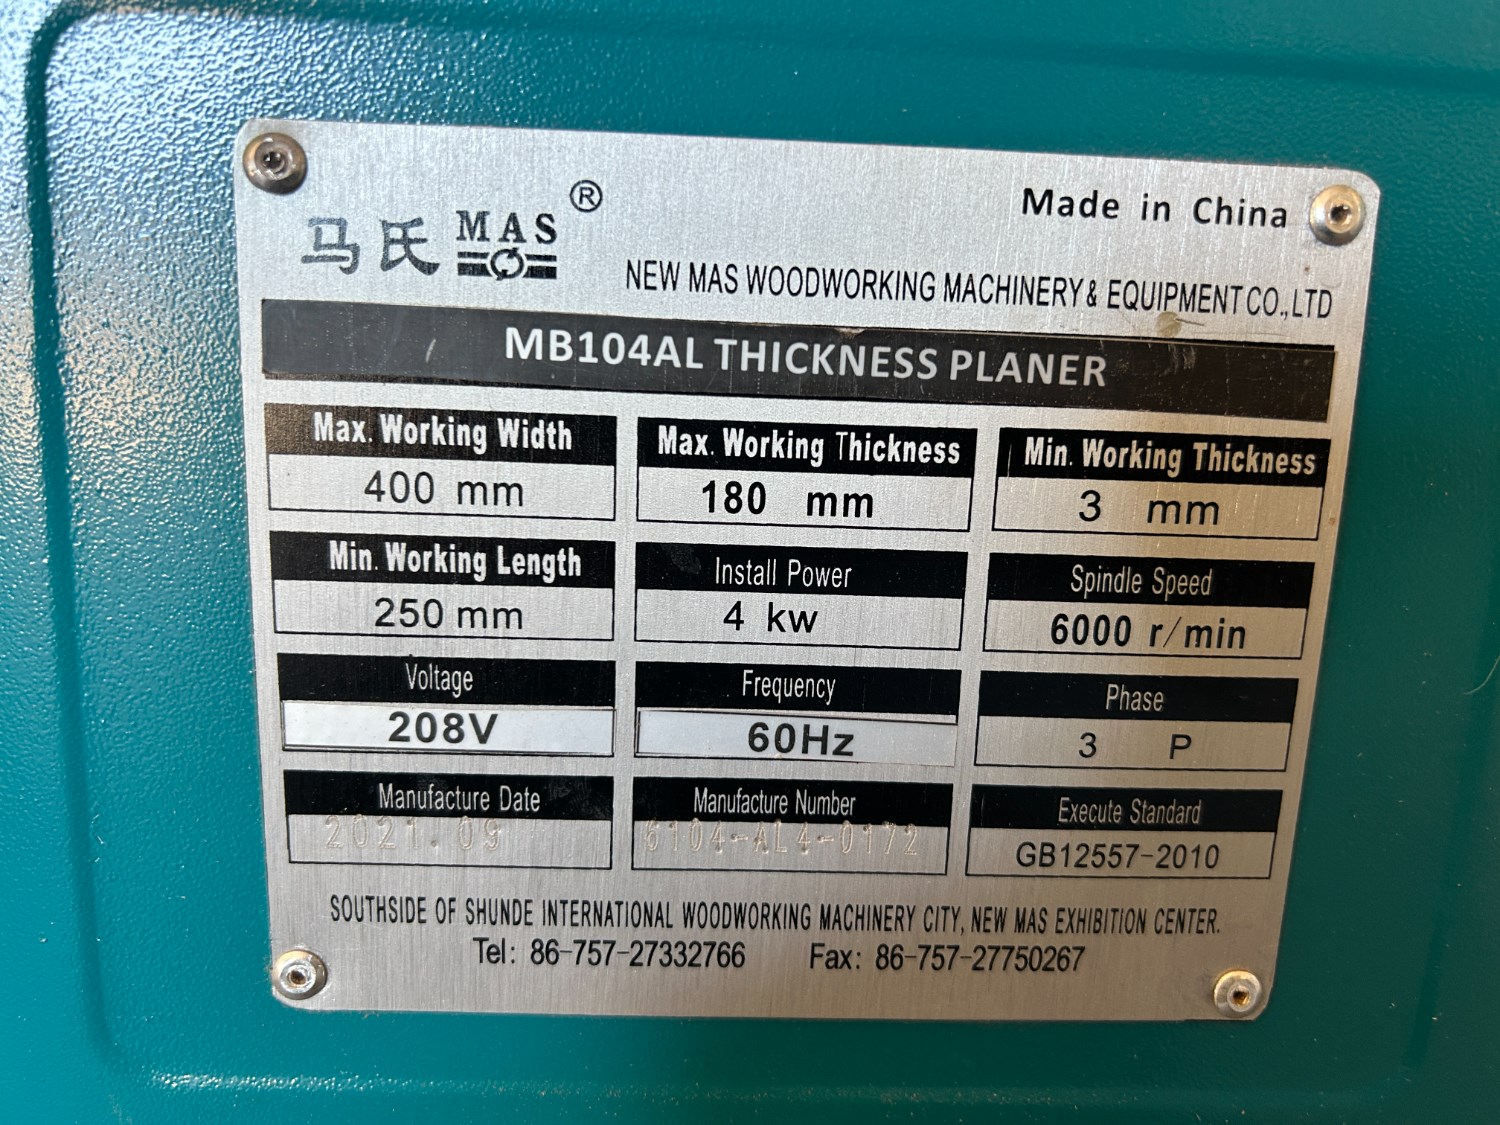 马氏 MAS ®
Made in China
NEW MAS WOODWORKING MACHINERY & EQUIPMENT CO., LTD
MB104AL THICKNESS PLANER
Max. Working Width
Max. Working Thickness
Min. Working Thickness
400 mm
180 mm
3 mm
Min. Working Length
Install Power
Spindle Speed
250 mm
4 kw
6000 r/min
Voltage
Frequency
Phase
208V
60Hz
3 P
Manufacture Date
Manufacture Number
Execute Standard
2021.09
6104-AL4-0172
GB12557-2010
SOUTHSIDE OF SHUNDE INTERNATIONAL WOODWORKING MACHINERY CITY, NEW MAS EXHIBITION CENTER.
Tel: 86-757-27332766 Fax: 86-757-27750267